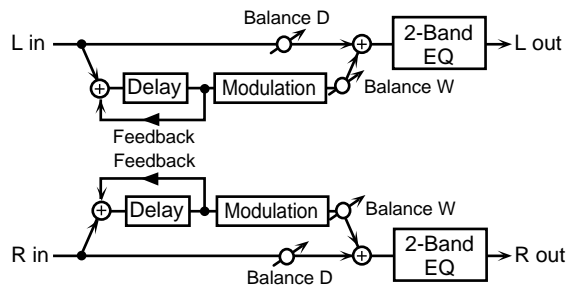 Balance D
L in
2-Band
EQ
L out
Delay
Modulation
Balance W
Feedback
Feedback
Delay
Modulation
Balance W
R in
2-Band
EQ
R out
Balance D